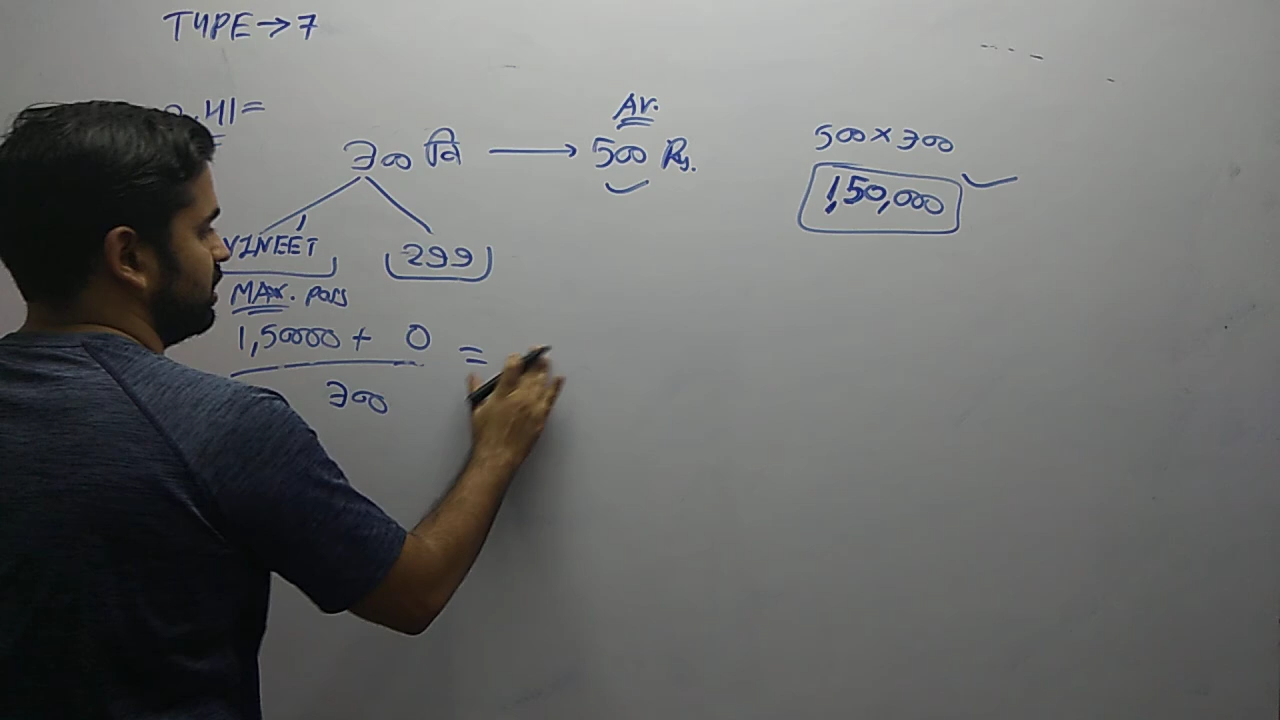 TYPE→7
.41=
Av.
300 वि → 500 Rs.
500×300
1,50,000
VINEET 299
MAX. poss
1,50000 + 0 =
300